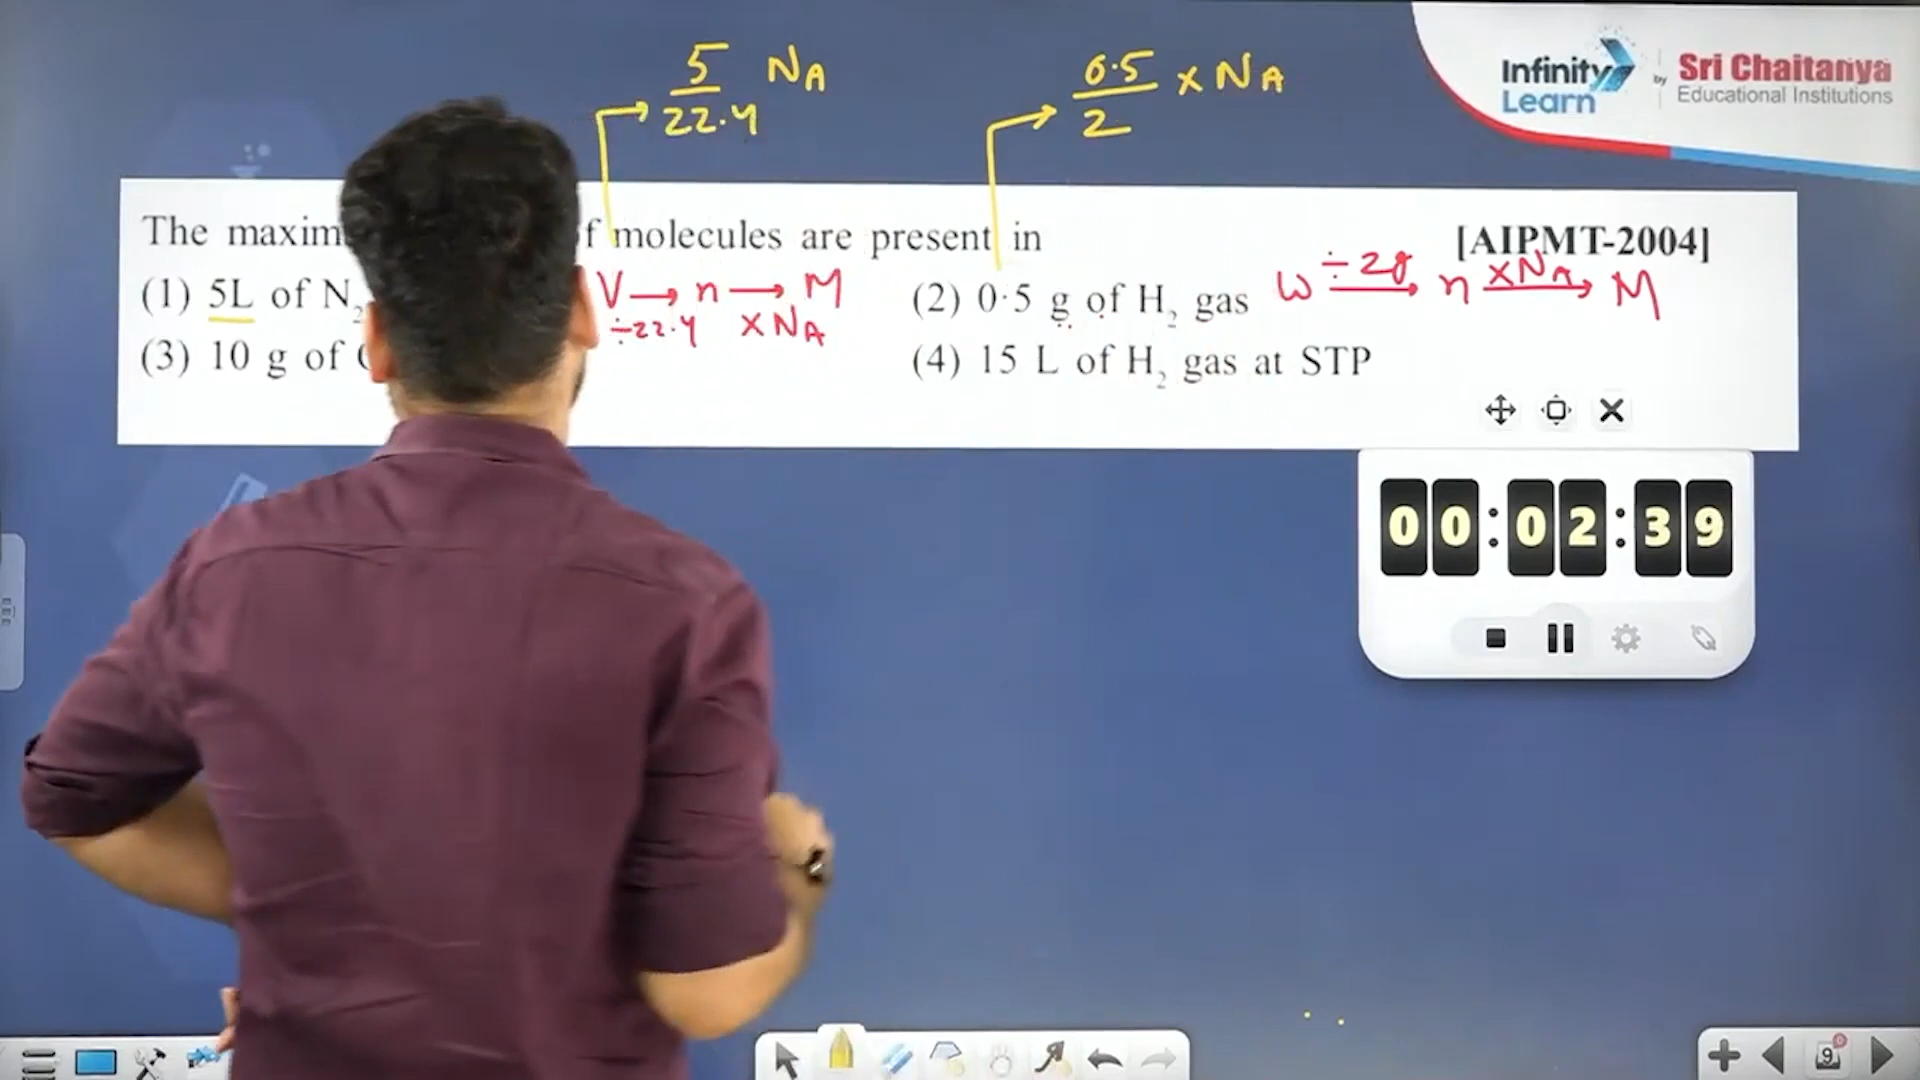 5/22.4 NA
0.5/2 x NA
Infinity Learn by Sri Chaitanya Educational Institutions
The maxim f molecules are present in [AIPMT-2004]
(1) 5L of N₂ V → n → M ÷22.4 ×NA (2) 0·5 g of H₂ gas W ÷2g → n ×NA → M
(3) 10 g of (4) 15 L of H₂ gas at STP
00:02:39
9